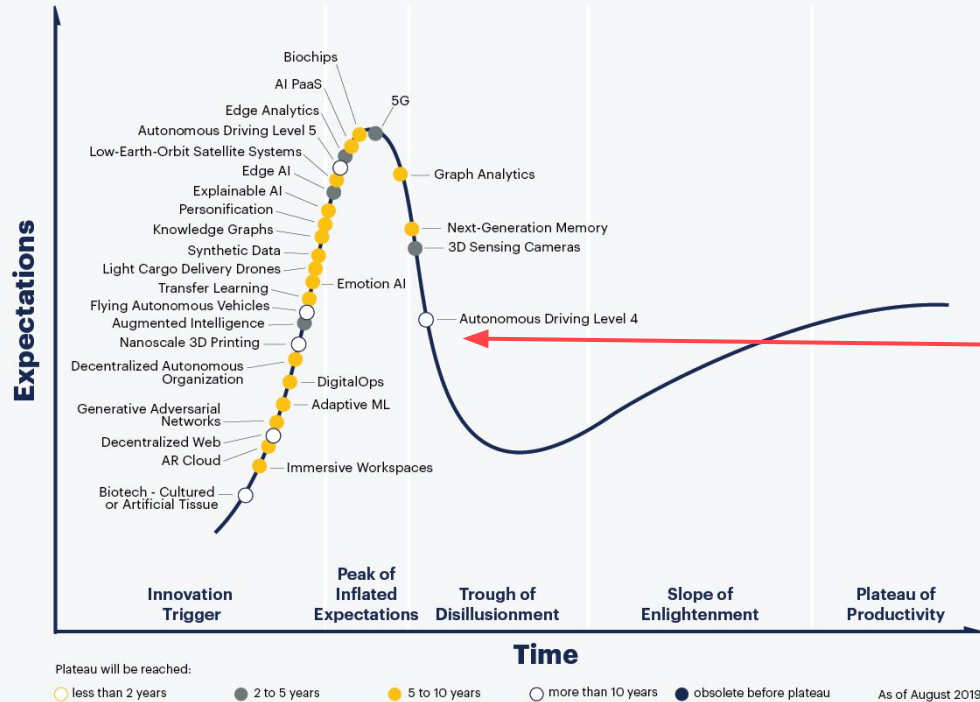 Biochips
AI PaaS
5G
Edge Analytics
Autonomous Driving Level 5
Low-Earth-Orbit Satellite Systems
Edge AI
Graph Analytics
Explainable AI
Personification
Knowledge Graphs
Next-Generation Memory
Synthetic Data
3D Sensing Cameras
Light Cargo Delivery Drones
Transfer Learning
Emotion AI
Flying Autonomous Vehicles
Augmented Intelligence
Autonomous Driving Level 4
Nanoscale 3D Printing
Decentralized Autonomous
Organization
DigitalOps
Adaptive ML
Generative Adversarial
Networks
Decentralized Web
AR Cloud
Immersive Workspaces
Biotech - Cultured
or Artificial Tissue
Expectations
Innovation
Trigger
Peak of
Inflated
Expectations
Trough of
Disillusionment
Slope of
Enlightenment
Plateau of
Productivity
Time
Plateau will be reached:
less than 2 years
2 to 5 years
5 to 10 years
more than 10 years
obsolete before plateau
As of August 2019